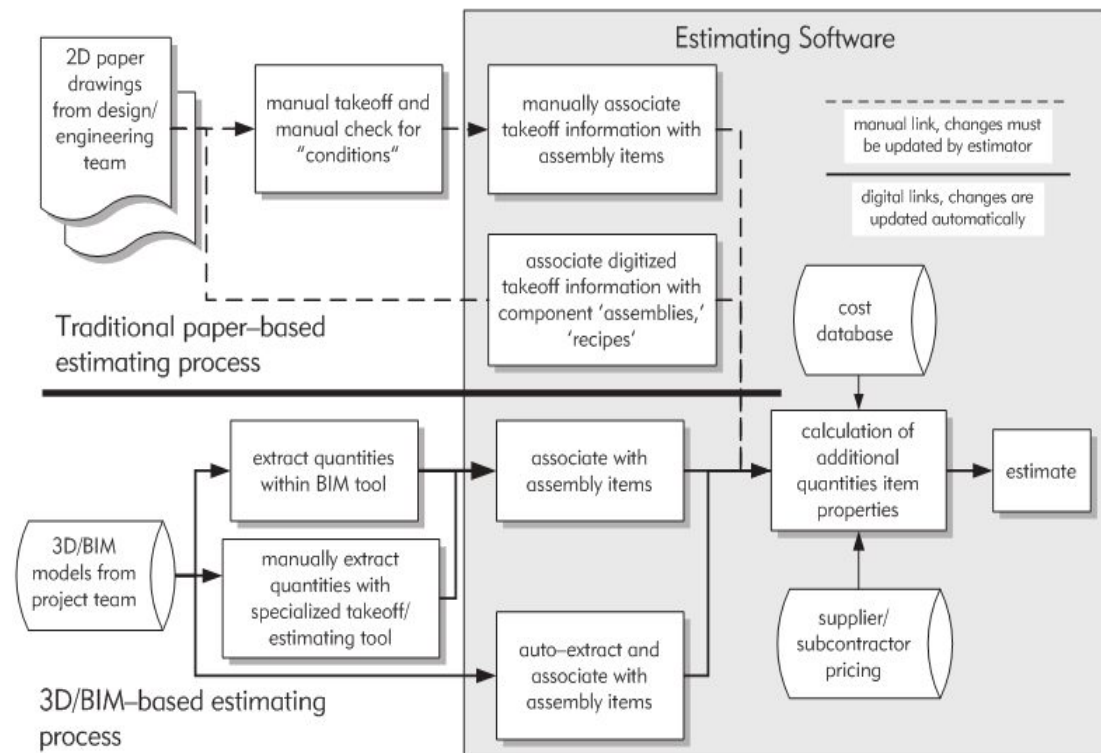 Estimating Software
2D paper
drawings
from design/
engineering
team
manual takeoff and
manual check for
“conditions“
manually associate
takeoff information with
assembly items
manual link, changes must
be updated by estimator
digital links, changes are
updated automatically
associate digitized
takeoff information with
component ‘assemblies,‘
‘recipes‘
Traditional paper–based
estimating process
cost
database
extract quantities
within BIM tool
associate with
assembly items
calculation of
additional
quantities item
properties
estimate
3D/BIM
models from
project team
manually extract
quantities with
specialized takeoff/
estimating tool
auto–extract and
associate with
assembly items
supplier/
subcontractor
pricing
3D/BIM–based estimating
process